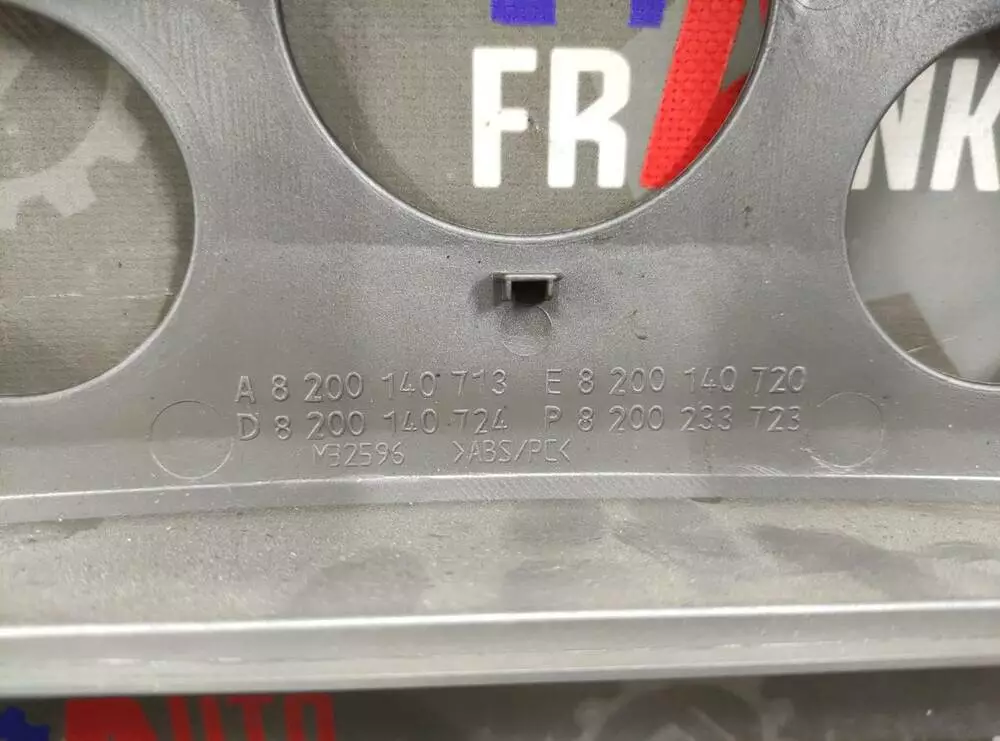 FR NK
A 8 200 140 713 E 8 200 140 720
D 8 200 140 724 P 8 200 233 723
M32596 >ABS/PC<
AUTO